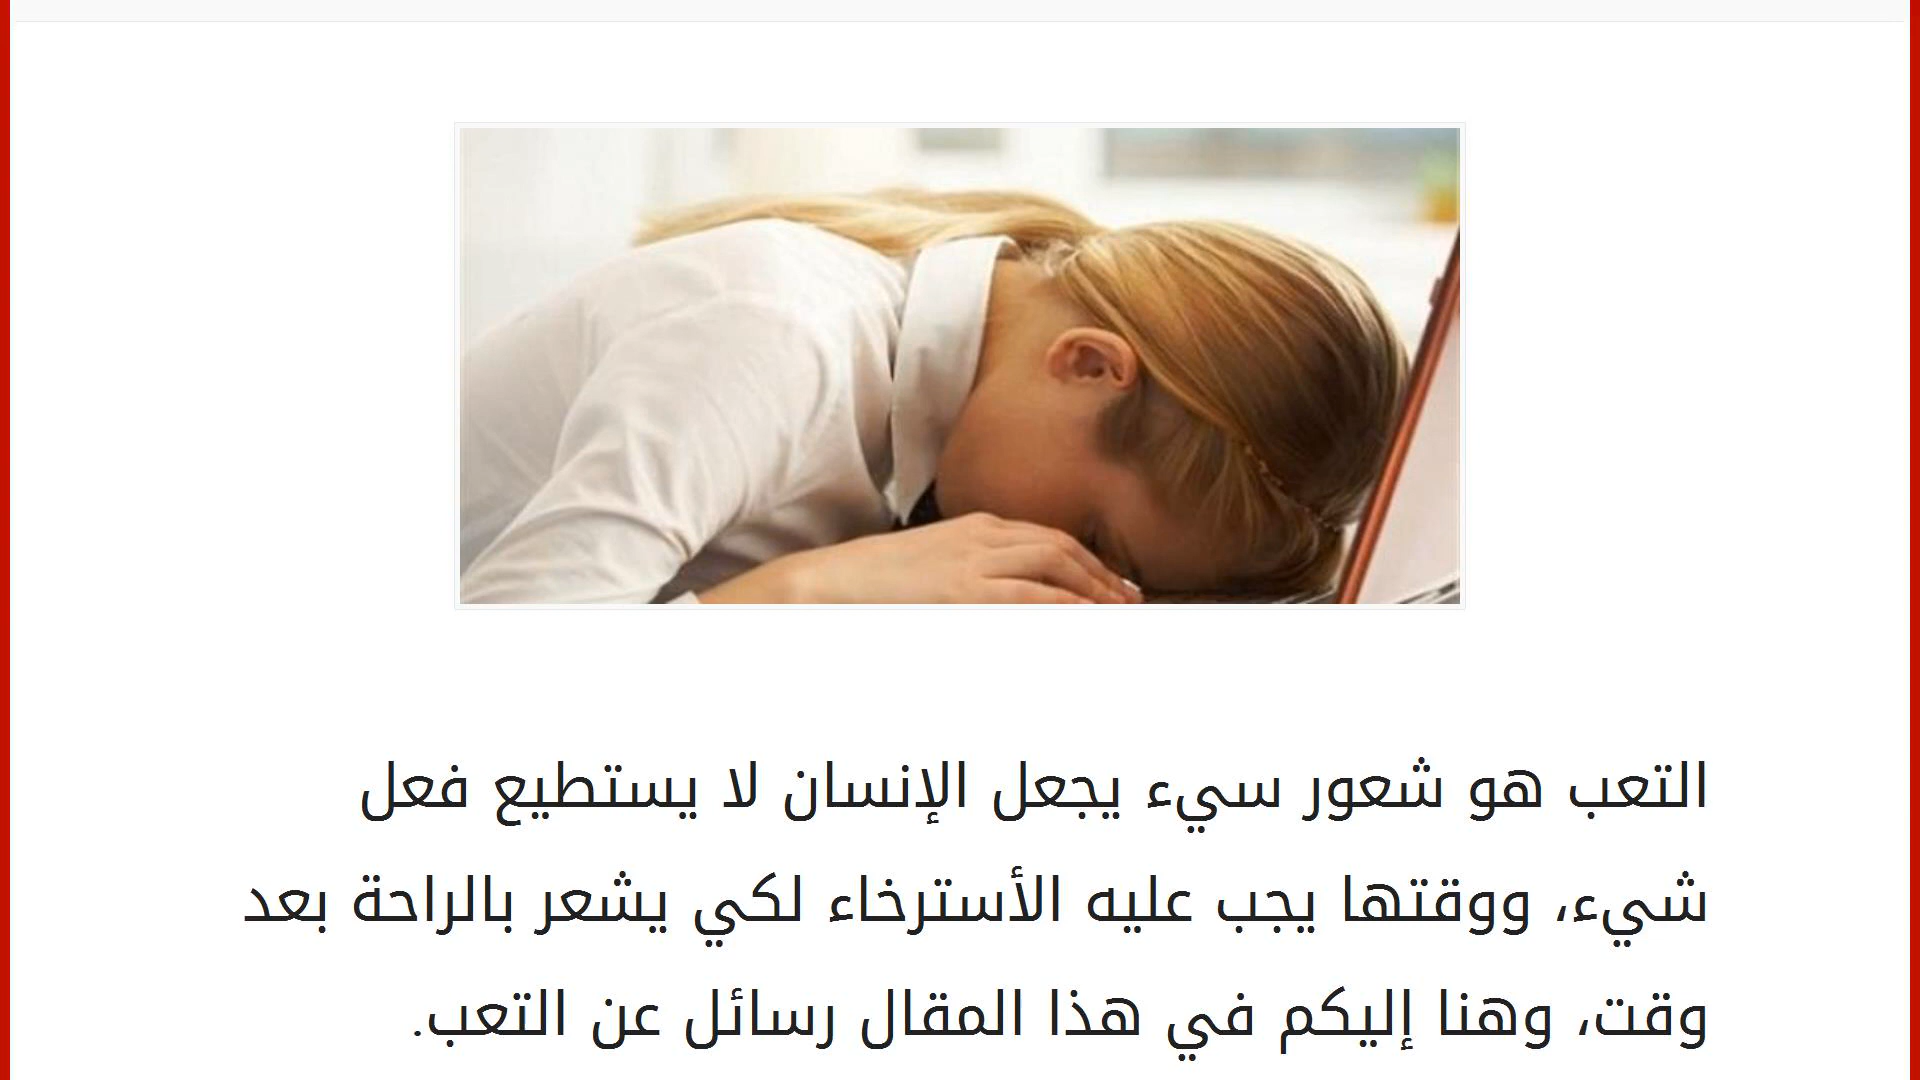 التعب هو شعور سيء يجعل الإنسان لا يستطيع فعل
شيء، ووقتها يجب عليه الأسترخاء لكي يشعر بالراحة بعد
وقت، وهنا إليكم في هذا المقال رسائل عن التعب.